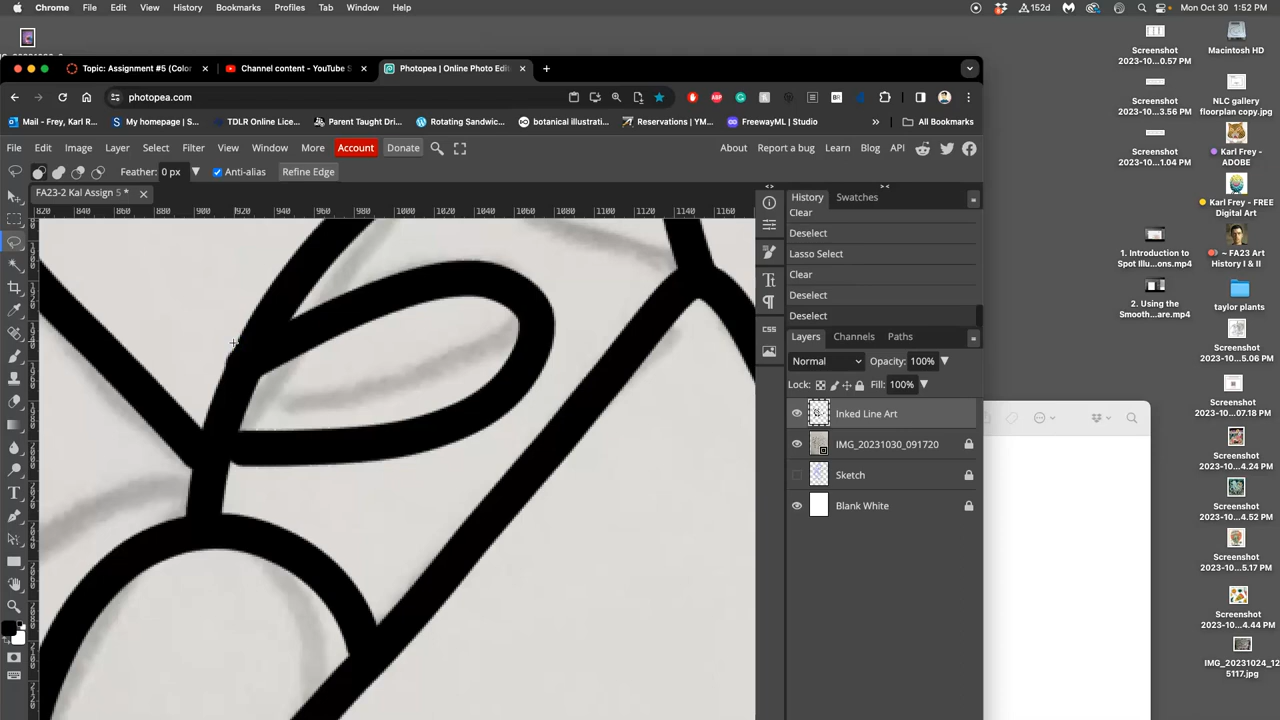 Chrome File Edit View History Bookmarks Profiles Tab Window Help 152d Mon Oct 30 1:52 PM
Topic: Assignment #5 (Color Channel content - YouTube S Photopea | Online Photo Edit
photopea.com
Mail - Frey, Karl R... My homepage | S... TDLR Online Lice... Parent Taught Dri... Rotating Swordwhc... botanical illustrati... Reservations | YM... FreewayML | Studio » All Bookmarks
File Edit Image Layer Select Filter View Window More Account Donate About Report a bug Learn Blog API
Feather: 0 px Anti-alias Refine Edge
FA23-2 Kal Assign 5 *
820 840 860 900 920 940 960 1000 1020 1040 1060 1100 1120 1140 1160
History Swatches
Clear
Deselect
Lasso Select
Clear
Deselect
Deselect
Layers Channels Paths
Normal Opacity: 100%
Lock: Fill: 100%
Inked Line Art
IMG_20231030_091720
Sketch
Blank White
CSS
Screenshot
2023-10...0.57 PM
Macintosh HD
Screenshot
2023-10...3.56 PM
NLC gallery
floorplan copy.jpg
Screenshot
2023-10...1.04 PM
Karl Frey -
ADOBE
Karl Frey - FREE
Digital Art
1. Introduction to
Spot Illus...ons.mp4
~ FA23 Art
History I & II
2. Using the
Smooth...are.mp4
taylor plants
Screenshot
2023-10...5.06 PM
Screenshot
2023-10...07.18 PM
Screenshot
2023-10...4.24 PM
Screenshot
2023-10...4.52 PM
Screenshot
2023-10...5.17 PM
Screenshot
2023-10...4.44 PM
IMG_20231024_12
5117.jpg